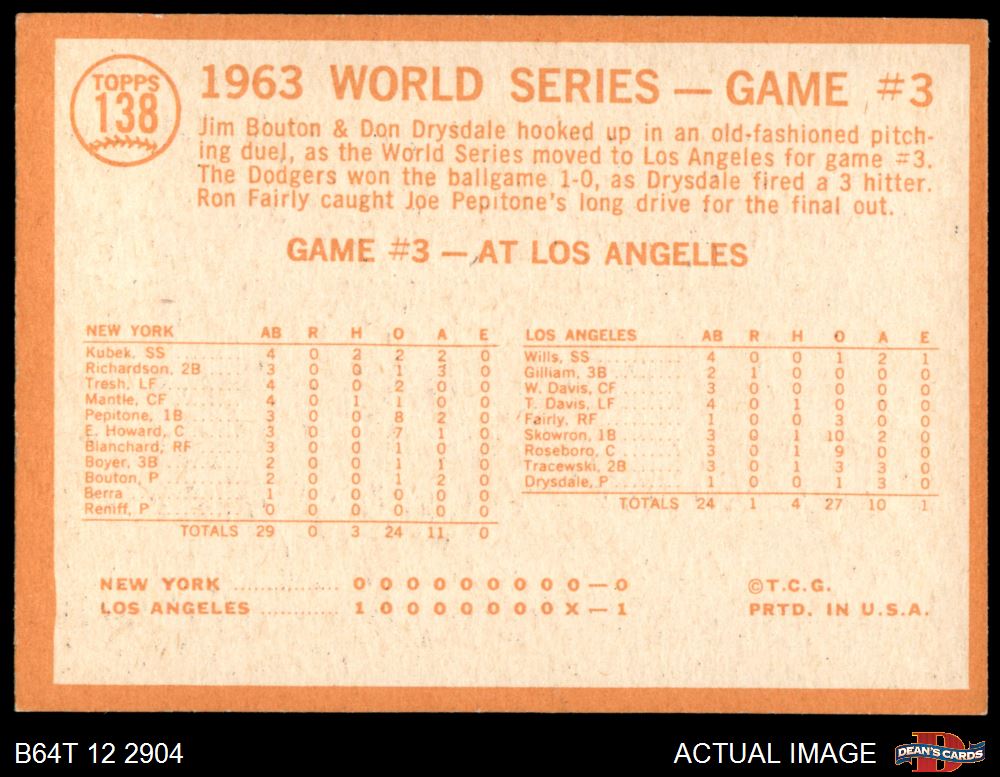 TOPPS
138
1963 WORLD SERIES — GAME #3
Jim Bouton & Don Drysdale hooked up in an old-fashioned pitch-
ing duel, as the World Series moved to Los Angeles for game #3.
The Dodgers won the ballgame 1-0, as Drysdale fired a 3 hitter.
Ron Fairly caught Joe Pepitone's long drive for the final out.
GAME #3 — AT LOS ANGELES
NEW YORK AB R H O A E
Kubek, SS 4 0 2 2 2 0
Richardson, 2B 3 0 0 1 3 0
Tresh, LF 4 0 0 2 0 0
Mantle, CF 4 0 1 1 0 0
Pepitone, 1B 3 0 0 8 2 0
E. Howard, C 3 0 0 7 1 0
Blanchard, RF 3 0 0 1 0 0
Boyer, 3B 2 0 0 1 1 0
Bouton, P 2 0 0 1 2 0
Berra 1 0 0 0 0 0
Reniff, P 0 0 0 0 0 0
TOTALS 29 0 3 24 11 0
LOS ANGELES AB R H O A E
Wills, SS 4 0 0 1 2 1
Gilliam, 3B 2 1 0 0 0 0
W. Davis, CF 3 0 0 0 0 0
T. Davis, LF 4 0 1 0 0 0
Fairly, RF 1 0 0 3 0 0
Skowron, 1B 3 0 1 10 2 0
Roseboro, C 3 0 1 9 0 0
Tracewski, 2B 3 0 1 3 3 0
Drysdale, P 1 0 0 1 3 0
TOTALS 24 1 4 27 10 1
NEW YORK 0 0 0 0 0 0 0 0 0 — 0
LOS ANGELES 1 0 0 0 0 0 0 0 X — 1
©T.C.G.
PRTD. IN U.S.A.
B64T 12 2904
ACTUAL IMAGE
DEAN'S CARDS